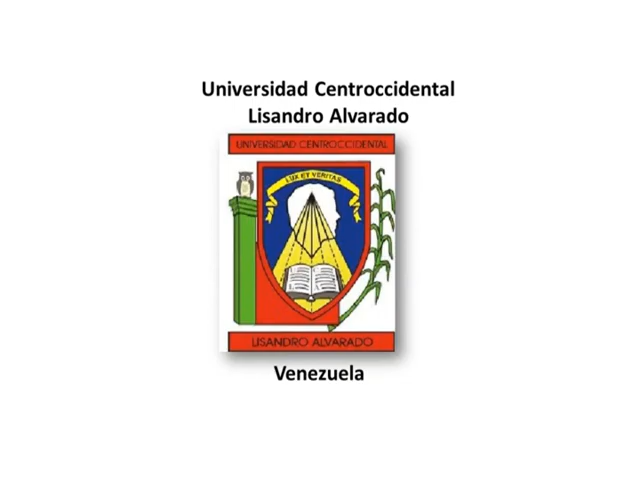 Universidad Centroccidental
Lisandro Alvarado
UNIVERSIDAD CENTROCCIDENTAL
LUX ET VERITAS
LISANDRO ALVARADO
Venezuela